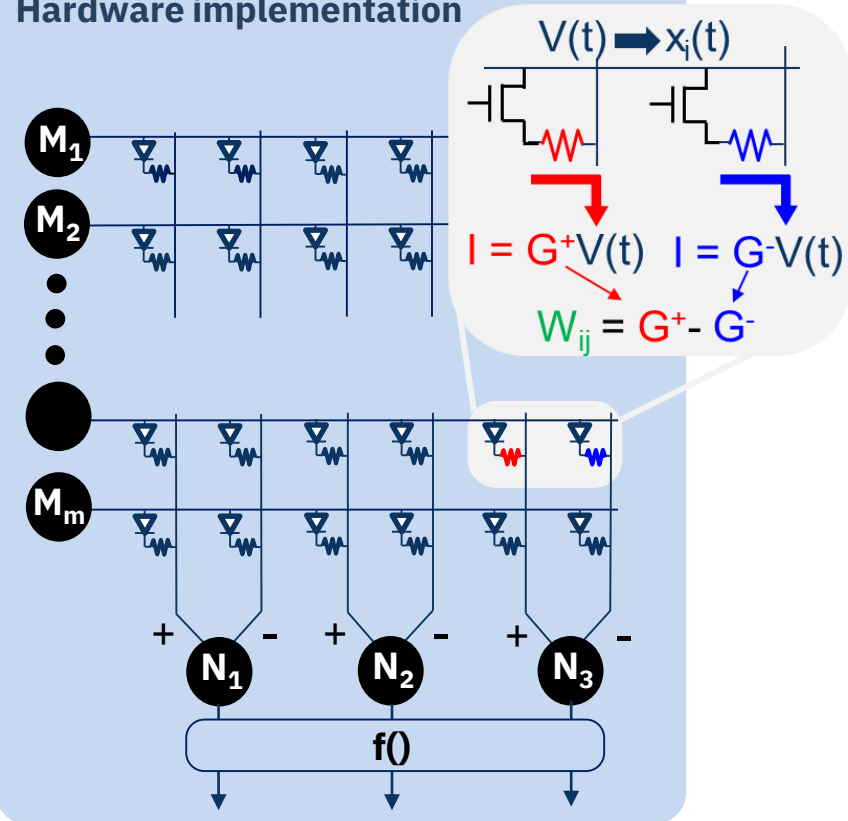 Hardware implementation
V(t) → xᵢ(t)
M₁
M₂
I = G⁺V(t) I = G⁻V(t)
Wᵢⱼ = G⁺- G⁻
Mₘ
+ - + - + -
N₁ N₂ N₃
f()